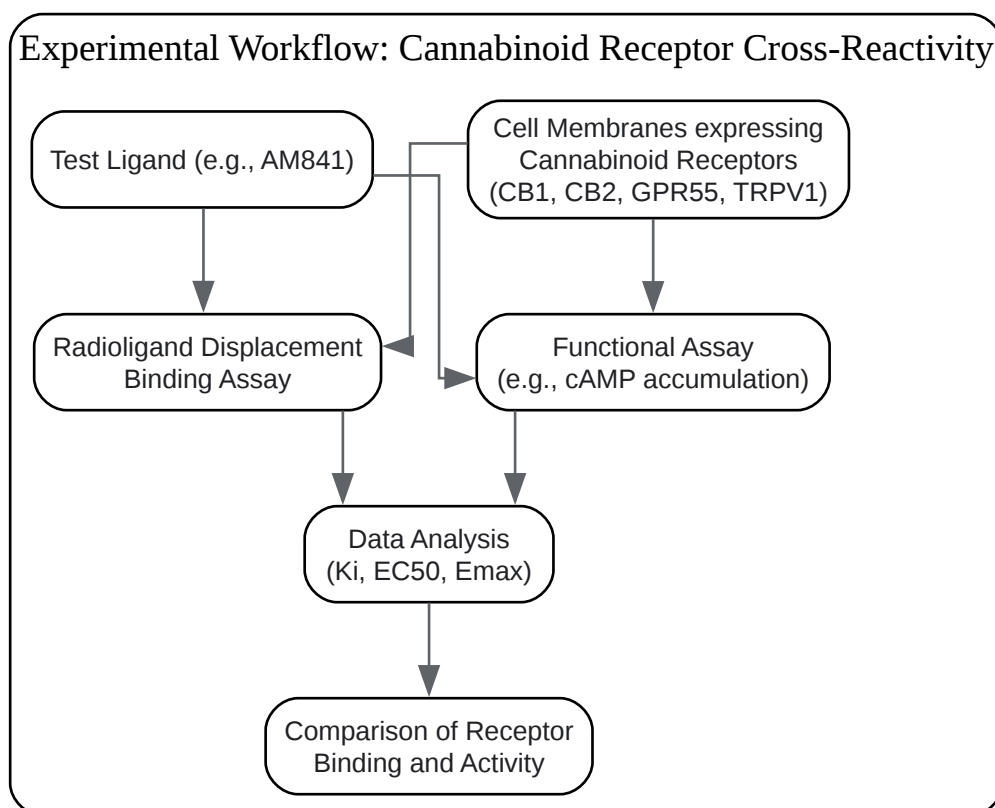 Experimental Workflow: Cannabinoid Receptor Cross-Reactivity
Test Ligand (e.g., AM841)
Cell Membranes expressing
Cannabinoid Receptors
(CB1, CB2, GPR55, TRPV1)
Radioligand Displacement
Binding Assay
Functional Assay
(e.g., cAMP accumulation)
Data Analysis
(Ki, EC50, Emax)
Comparison of Receptor
Binding and Activity